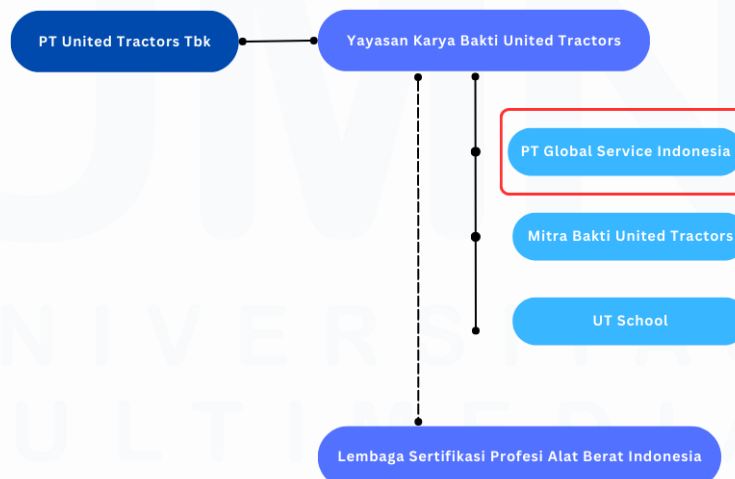 PT United Tractors Tbk
Yayasan Karya Bakti United Tractors
PT Global Service Indonesia
Mitra Bakti United Tractors
UT School
Lembaga Sertifikasi Profesi Alat Berat Indonesia